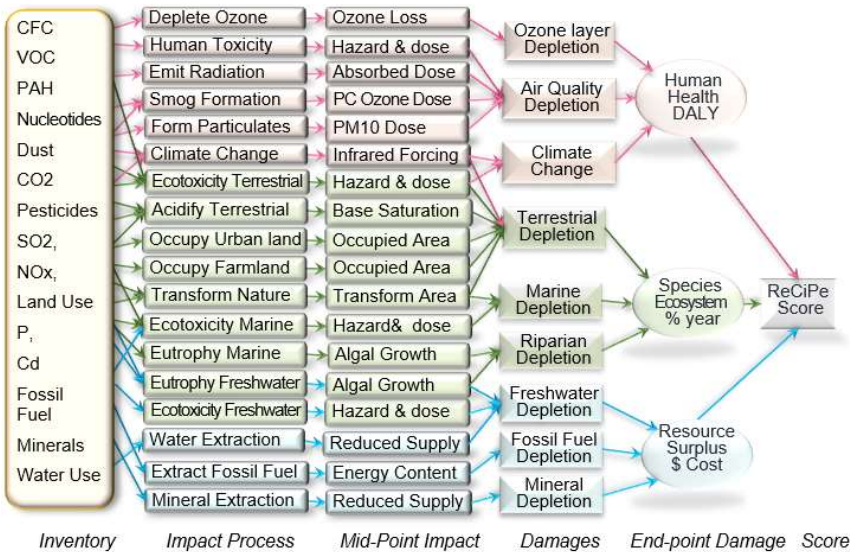 CFC
VOC
PAH
Nucleotides
Dust
CO2
Pesticides
SO2,
NOx,
Land Use
P,
Cd
Fossil
Fuel
Minerals
Water Use
Deplete Ozone
Human Toxicity
Emit Radiation
Smog Formation
Form Particulates
Climate Change
Ecotoxicity Terrestrial
Acidify Terrestrial
Occupy Urban land
Occupy Farmland
Transform Nature
Ecotoxicity Marine
Eutrophy Marine
Eutrophy Freshwater
Ecotoxicity Freshwater
Water Extraction
Extract Fossil Fuel
Mineral Extraction
Ozone Loss
Hazard & dose
Absorbed Dose
PC Ozone Dose
PM10 Dose
Infrared Forcing
Hazard & dose
Base Saturation
Occupied Area
Occupied Area
Transform Area
Hazard& dose
Algal Growth
Algal Growth
Hazard & dose
Reduced Supply
Energy Content
Reduced Supply
Ozone layer
Depletion
Air Quality
Depletion
Climate
Change
Terrestrial
Depletion
Marine
Depletion
Riparian
Depletion
Freshwater
Depletion
Fossil Fuel
Depletion
Mineral
Depletion
Human
Health
DALY
Species
Ecosystem
% year
Resource
Surplus
$ Cost
ReCiPe
Score
Inventory Impact Process Mid-Point Impact Damages End-point Damage Score